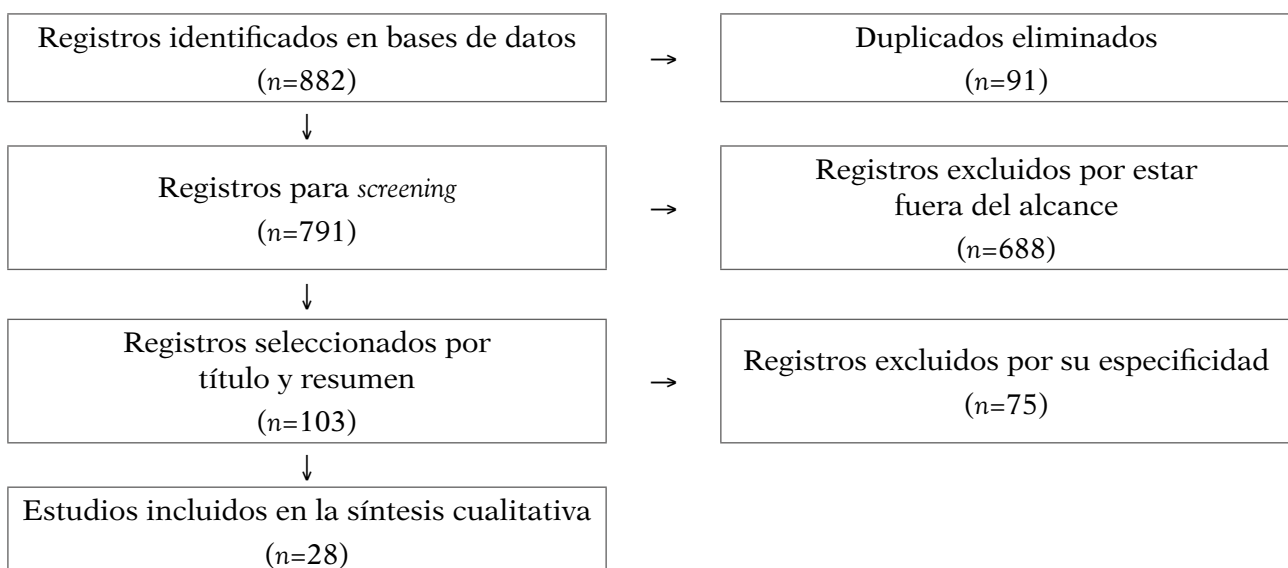 Registros identificados en bases de datos
(n=882)
→
Duplicados eliminados
(n=91)
↓
Registros para screening
(n=791)
→
Registros excluidos por estar
fuera del alcance
(n=688)
↓
Registros seleccionados por
título y resumen
(n=103)
→
Registros excluidos por su especificidad
(n=75)
↓
Estudios incluidos en la síntesis cualitativa
(n=28)